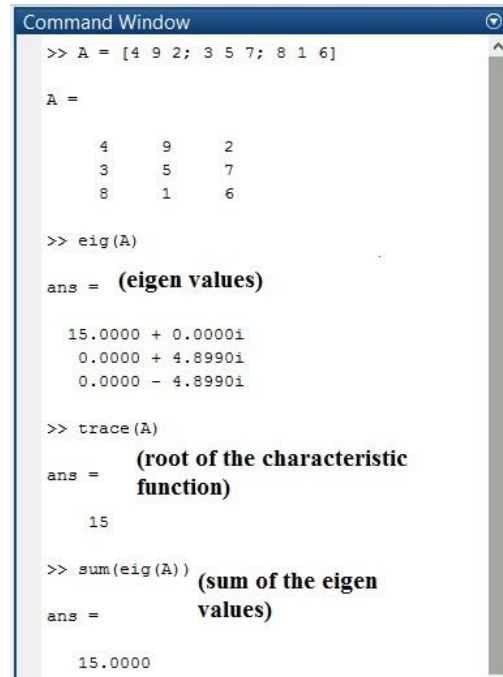 Command Window
>> A = [4 9 2; 3 5 7; 8 1 6]
A =
4 9 2
3 5 7
8 1 6
>> eig(A)
ans = (eigen values)
15.0000 + 0.0000i
0.0000 + 4.8990i
0.0000 - 4.8990i
>> trace(A)
(root of the characteristic
ans = function)
15
>> sum(eig(A))
(sum of the eigen
ans = values)
15.0000